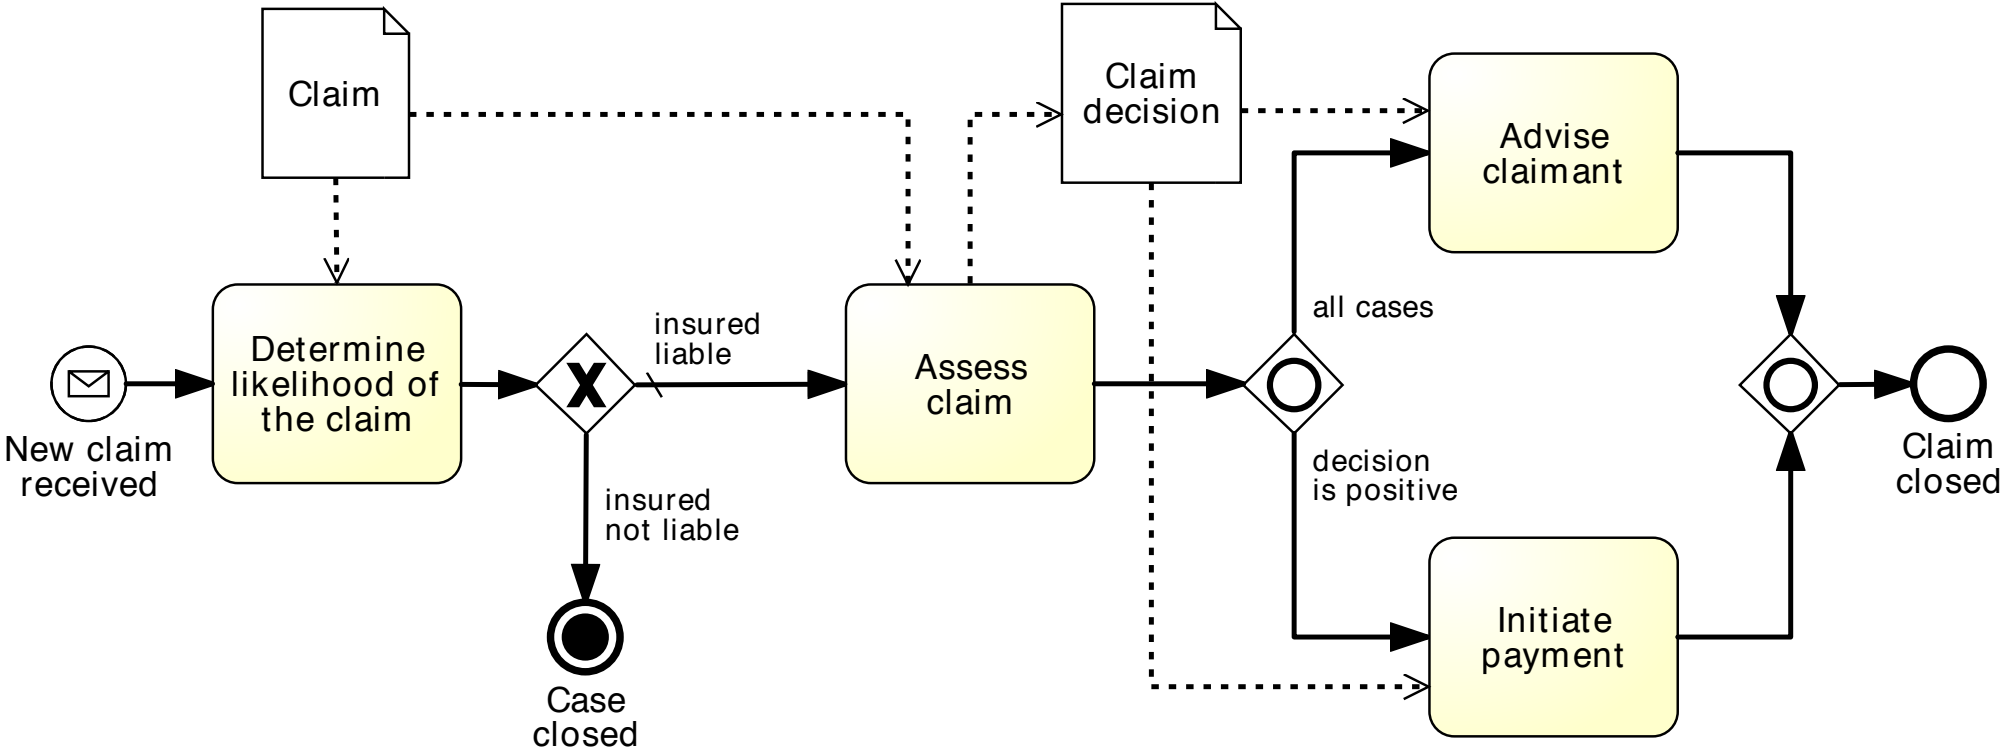 Claim
Claim
decision
Advise
claimant
all cases
insured
liable
Determine
likelihood of
the claim
X
Assess
claim
New claim
received
insured
not liable
decision
is positive
Claim
closed
Initiate
payment
Case
closed